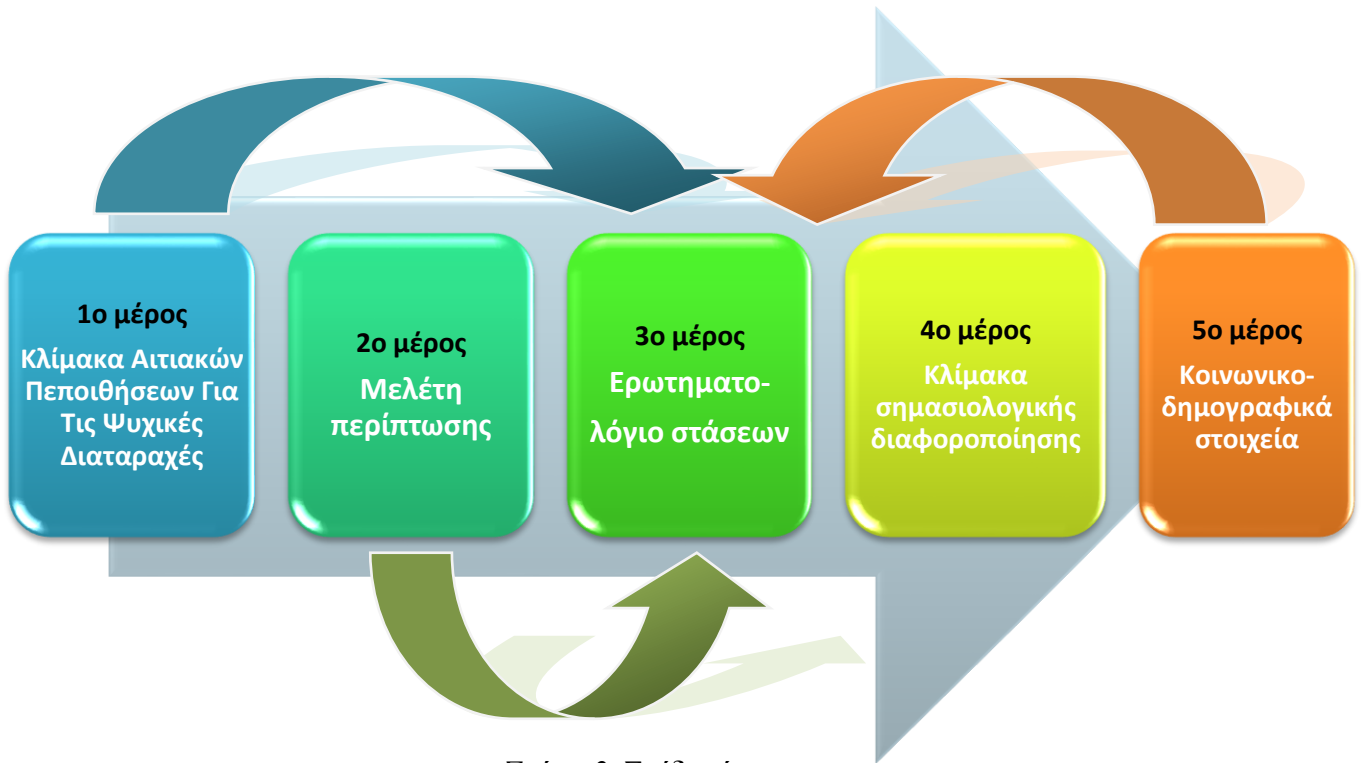 1ο μέρος
Κλίμακα Αιτιακών
Πεποιθήσεων Για
Τις Ψυχικές
Διαταραχές
2ο μέρος
Μελέτη
περίπτωσης
3ο μέρος
Ερωτηματο-
λόγιο στάσεων
4ο μέρος
Κλίμακα
σημασιολογικής
διαφοροποίησης
5ο μέρος
Κοινωνικο-
δημογραφικά
στοιχεία